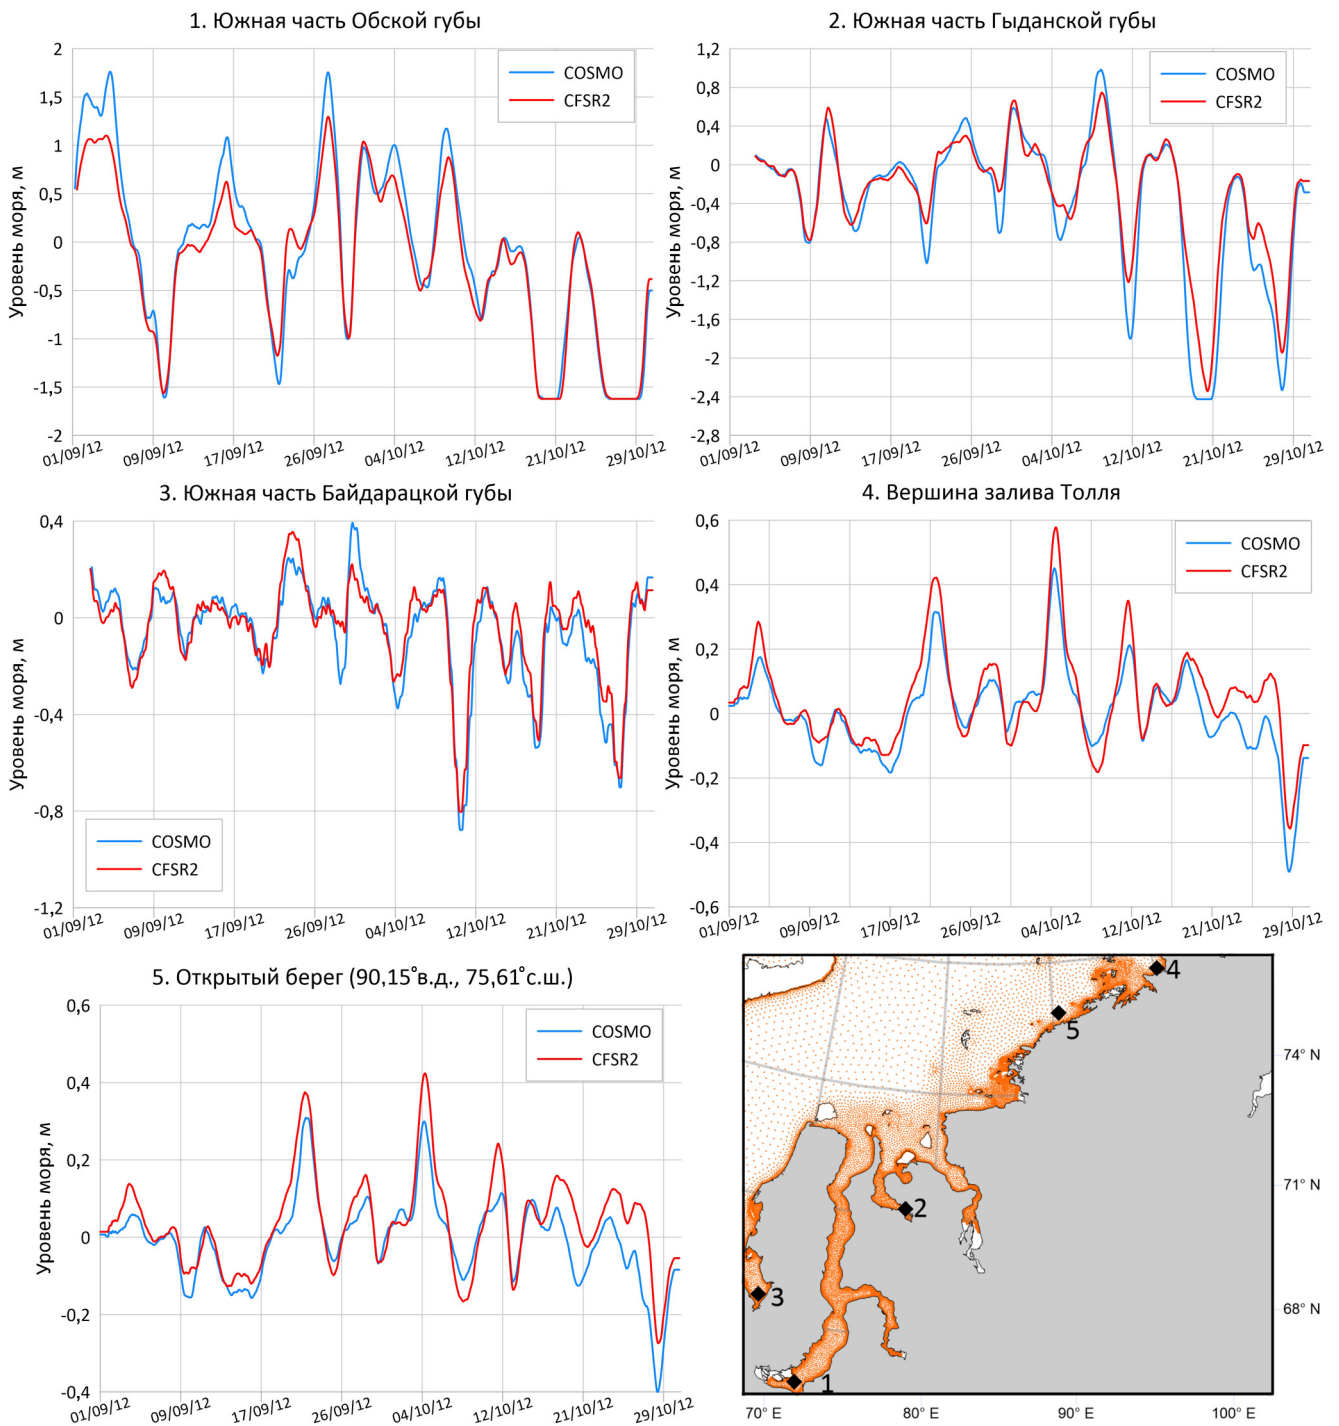 1. Южная часть Обской губы
Уровень моря, м
2
1,5
1
0,5
0
-0,5
-1
-1,5
-2
COSMO
CFSR2
01/09/12 09/09/12 17/09/12 26/09/12 04/10/12 12/10/12 21/10/12 29/10/12
2. Южная часть Гыданской губы
Уровень моря, м
1,2
0,8
0,4
0
-0,4
-0,8
-1,2
-1,6
-2
-2,4
-2,8
COSMO
CFSR2
01/09/12 09/09/12 17/09/12 26/09/12 04/10/12 12/10/12 21/10/12 29/10/12
3. Южная часть Байдарацкой губы
Уровень моря, м
0,4
0
-0,4
-0,8
-1,2
COSMO
CFSR2
01/09/12 09/09/12 17/09/12 26/09/12 04/10/12 12/10/12 21/10/12 29/10/12
4. Вершина залива Толля
Уровень моря, м
0,6
0,4
0,2
0
-0,2
-0,4
-0,6
COSMO
CFSR2
01/09/12 09/09/12 17/09/12 26/09/12 04/10/12 12/10/12 21/10/12 29/10/12
5. Открытый берег (90,15°в.д., 75,61°с.ш.)
Уровень моря, м
0,6
0,4
0,2
0
-0,2
-0,4
COSMO
CFSR2
01/09/12 09/09/12 17/09/12 26/09/12 04/10/12 12/10/12 21/10/12 29/10/12
4
5
74° N
71° N
2
3
68° N
1
70° E 80° E 90° E 100° E